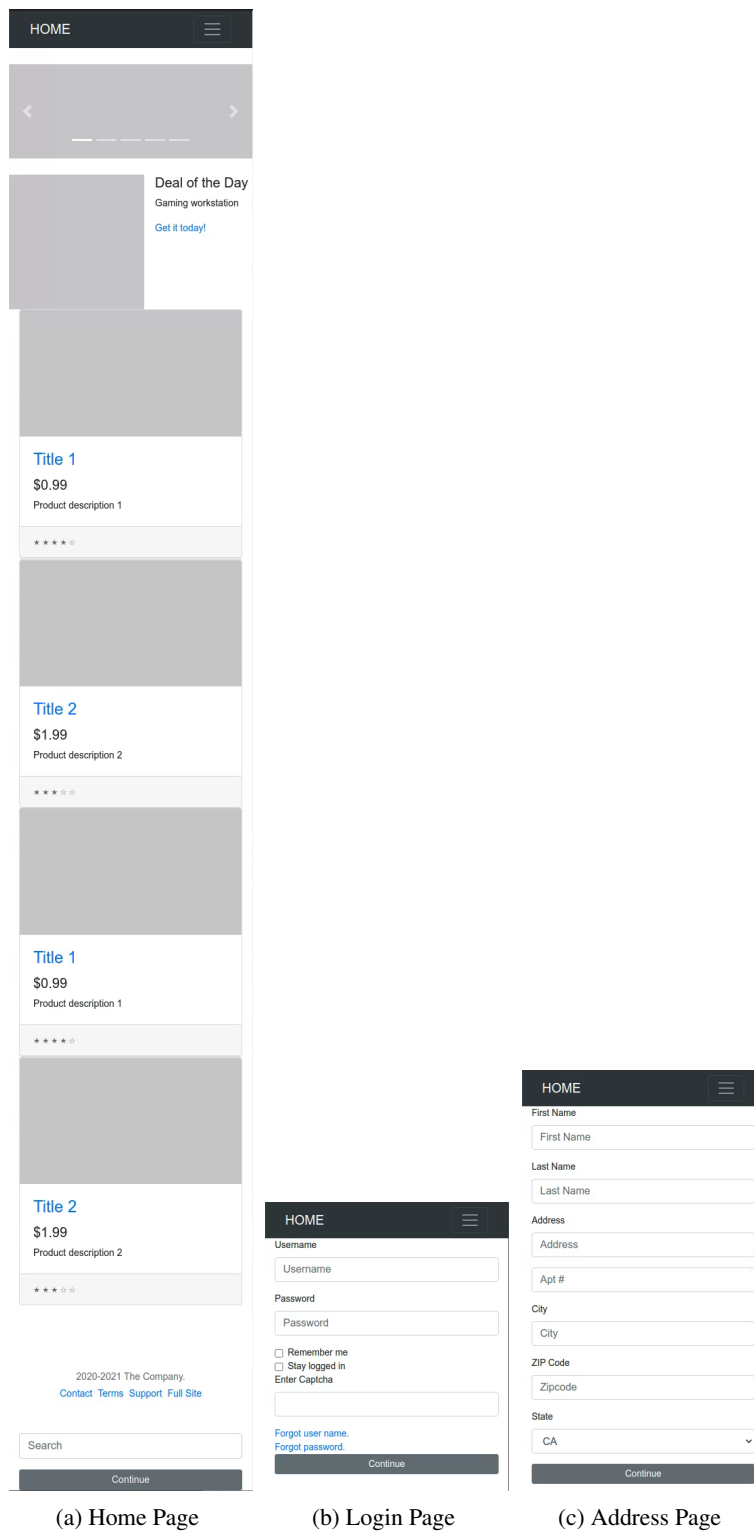 HOME
Deal of the Day
Gaming workstation
Get it today!
Title 1
$0.99
Product description 1
★ ★ ★ ★ ☆
Title 2
$1.99
Product description 2
★ ★ ★ ☆ ☆
Title 1
$0.99
Product description 1
★ ★ ★ ★ ☆
Title 2
$1.99
Product description 2
★ ★ ★ ☆ ☆
2020-2021 The Company.
Contact Terms Support Full Site
Search
Continue
(a) Home Page
HOME
Username
Username
Password
Password
Remember me
Stay logged in
Enter Captcha
Forgot user name.
Forgot password.
Continue
(b) Login Page
HOME
First Name
First Name
Last Name
Last Name
Address
Address
Apt #
City
City
ZIP Code
Zipcode
State
CA
Continue
(c) Address Page